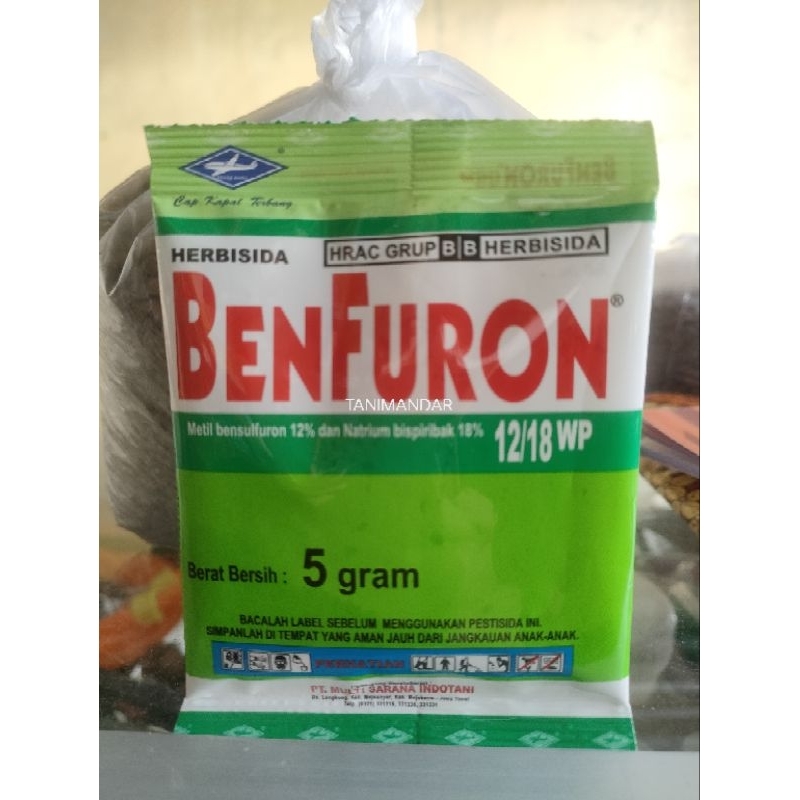 Cap Kapal Terbang
HERBISIDA
HRAC GRUP B B HERBISIDA
BENFURON®
TANIMANDAR
Metil bensulfuron 12% dan Natrium bispiribak 18%
12/18 WP
Berat Bersih : 5 gram
BACALAH LABEL SEBELUM MENGGUNAKAN PESTISIDA INI.
SIMPANLAH DI TEMPAT YANG AMAN JAUH DARI JANGKAUAN ANAK-ANAK.
PERHATIAN
PT. MULTI SARANA INDOTANI